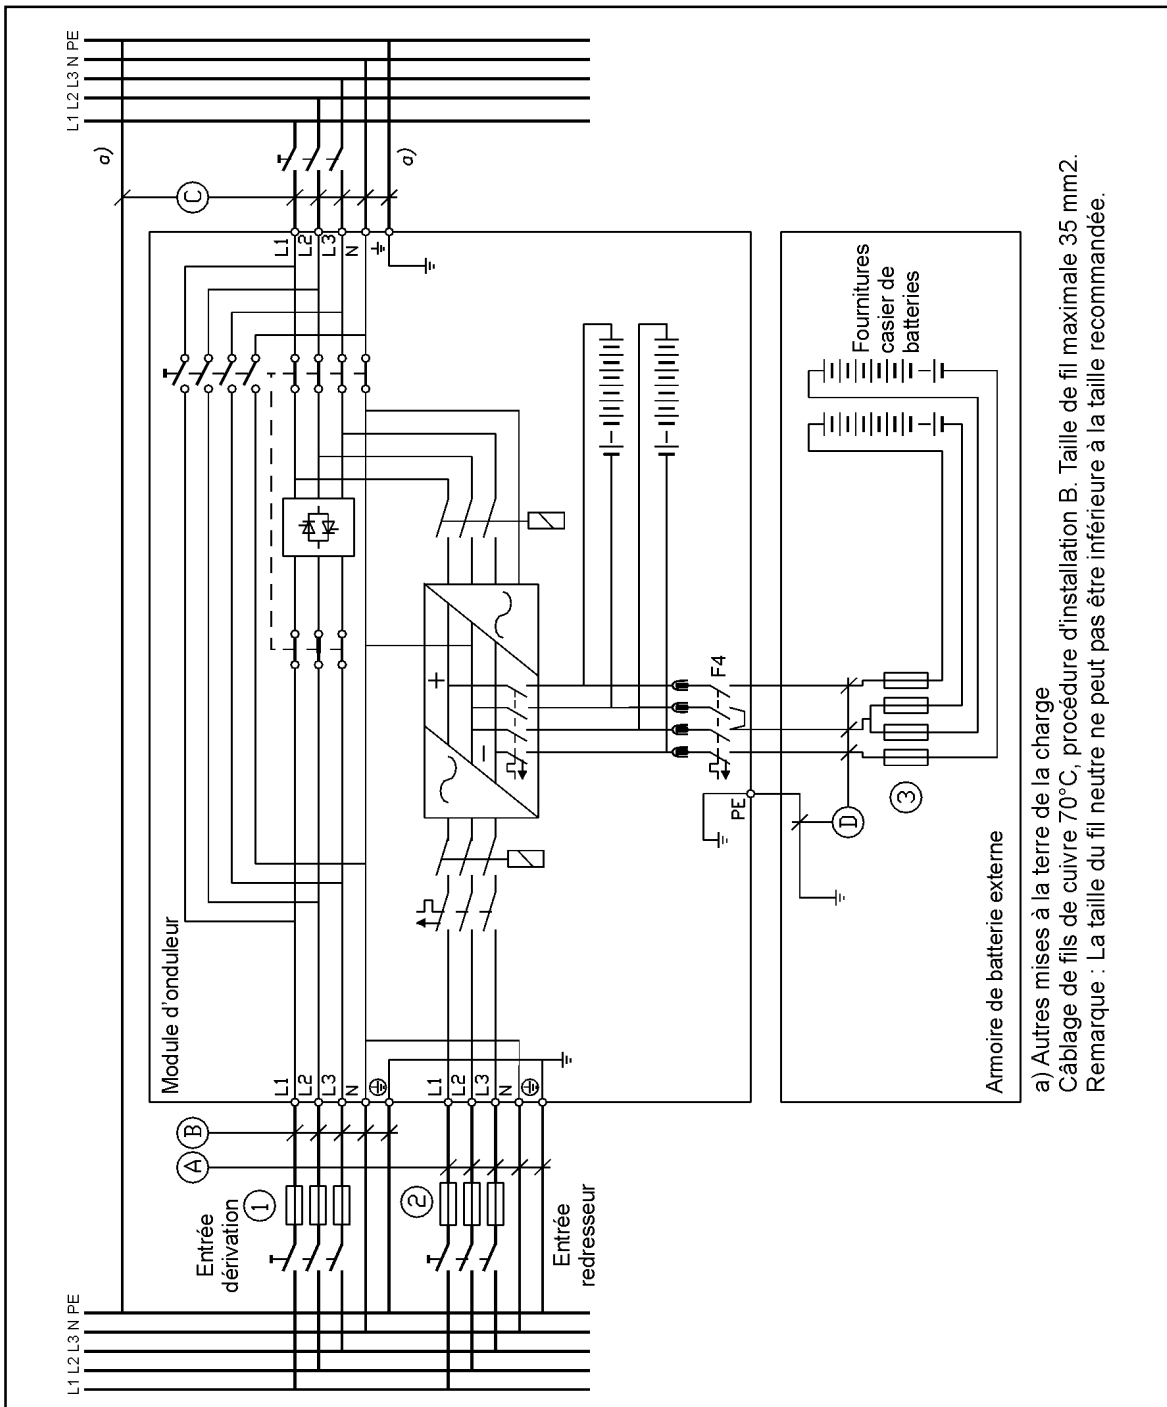 L1 L2 L3 N PE
L1 L2 L3 N PE
Entrée
dérivation
1
2
Entrée
redresseur
A
B
L1
L2
L3
N
L1
L2
L3
N
Module d'onduleur
+
−
F4
PE
L1
L2
L3
N
C
a)
a)
D
3
Fournitures
casier de
batteries
Armoire de batterie externe
a) Autres mises à la terre de la charge
Câblage de fils de cuivre 70°C, procédure d'installation B. Taille de fil maximale 35 mm2.
Remarque : La taille du fil neutre ne peut pas être inférieure à la taille recommandée.